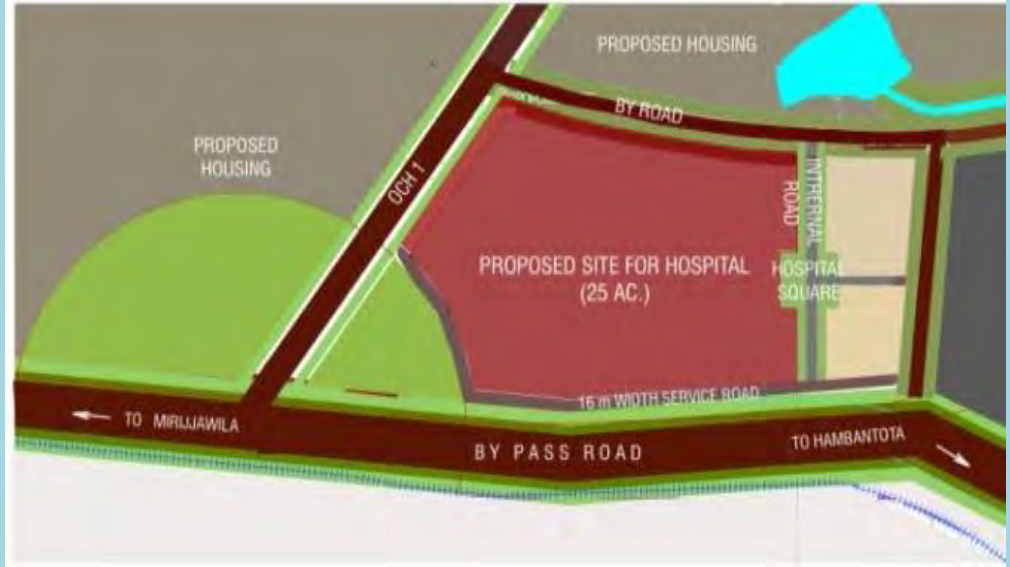 PROPOSED HOUSING
BY ROAD
PROPOSED
HOUSING
OCH 1
INTRERNAL
ROAD
PROPOSED SITE FOR HOSPITAL
(25 AC.)
HOSPITAL
SQUARE
16 m WIDTH SERVICE ROAD
TO MIRIJJAWILA
BY PASS ROAD
TO HAMBANTOTA